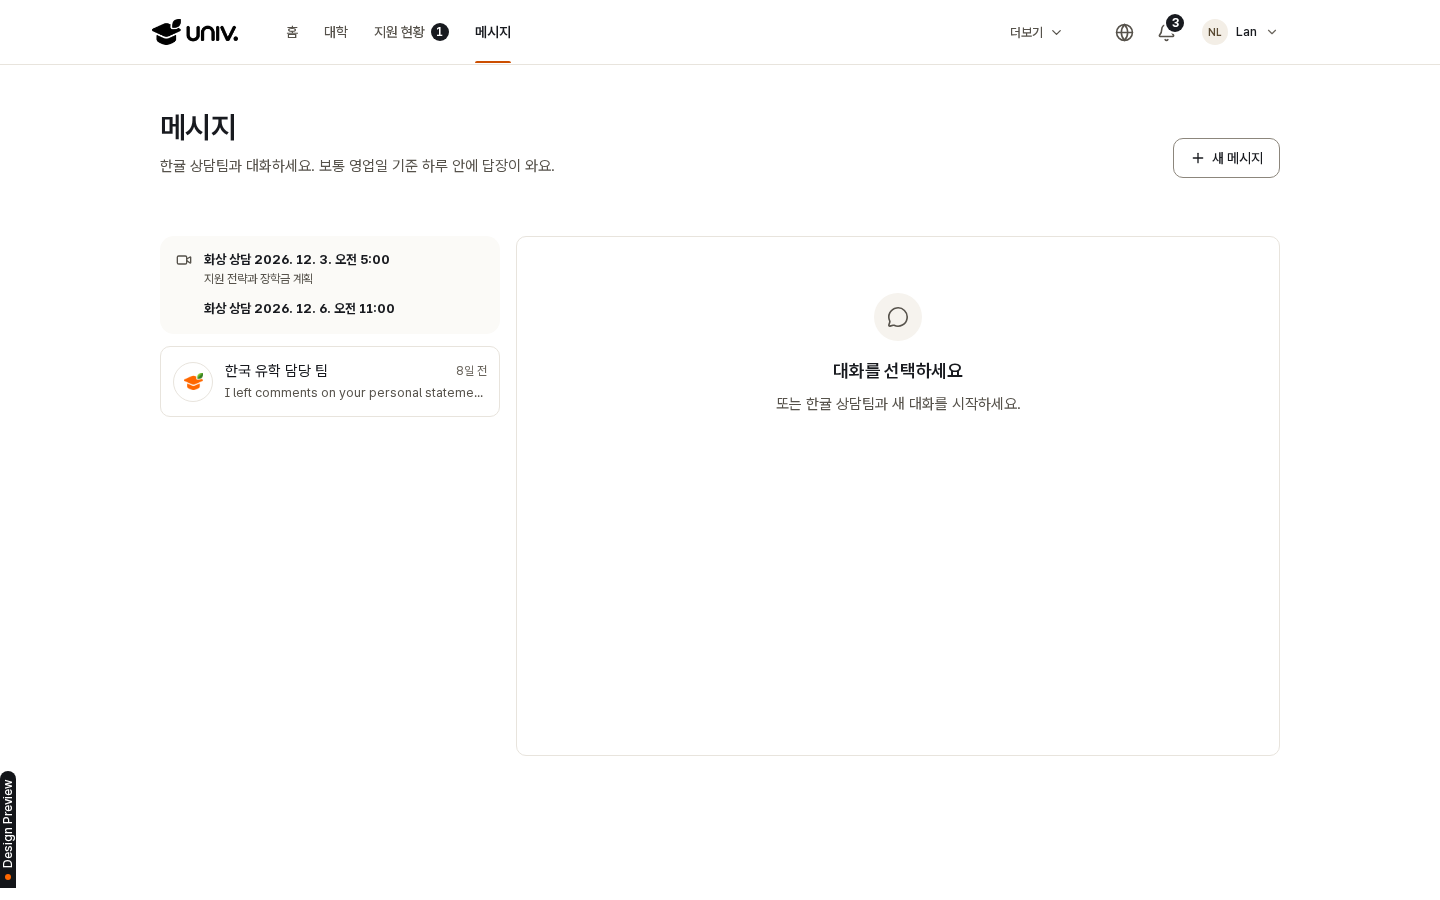 UNIV.
홈
대학
지원 현황 1
메시지
더보기
3
NL
Lan
메시지
한귤 상담팀과 대화하세요. 보통 영업일 기준 하루 안에 답장이 와요.
새 메시지
화상 상담 2026. 12. 3. 오전 5:00
지원 전략과 장학금 계획
화상 상담 2026. 12. 6. 오전 11:00
한국 유학 담당 팀
8일 전
I left comments on your personal stateme...
대화를 선택하세요
또는 한귤 상담팀과 새 대화를 시작하세요.
Design Preview